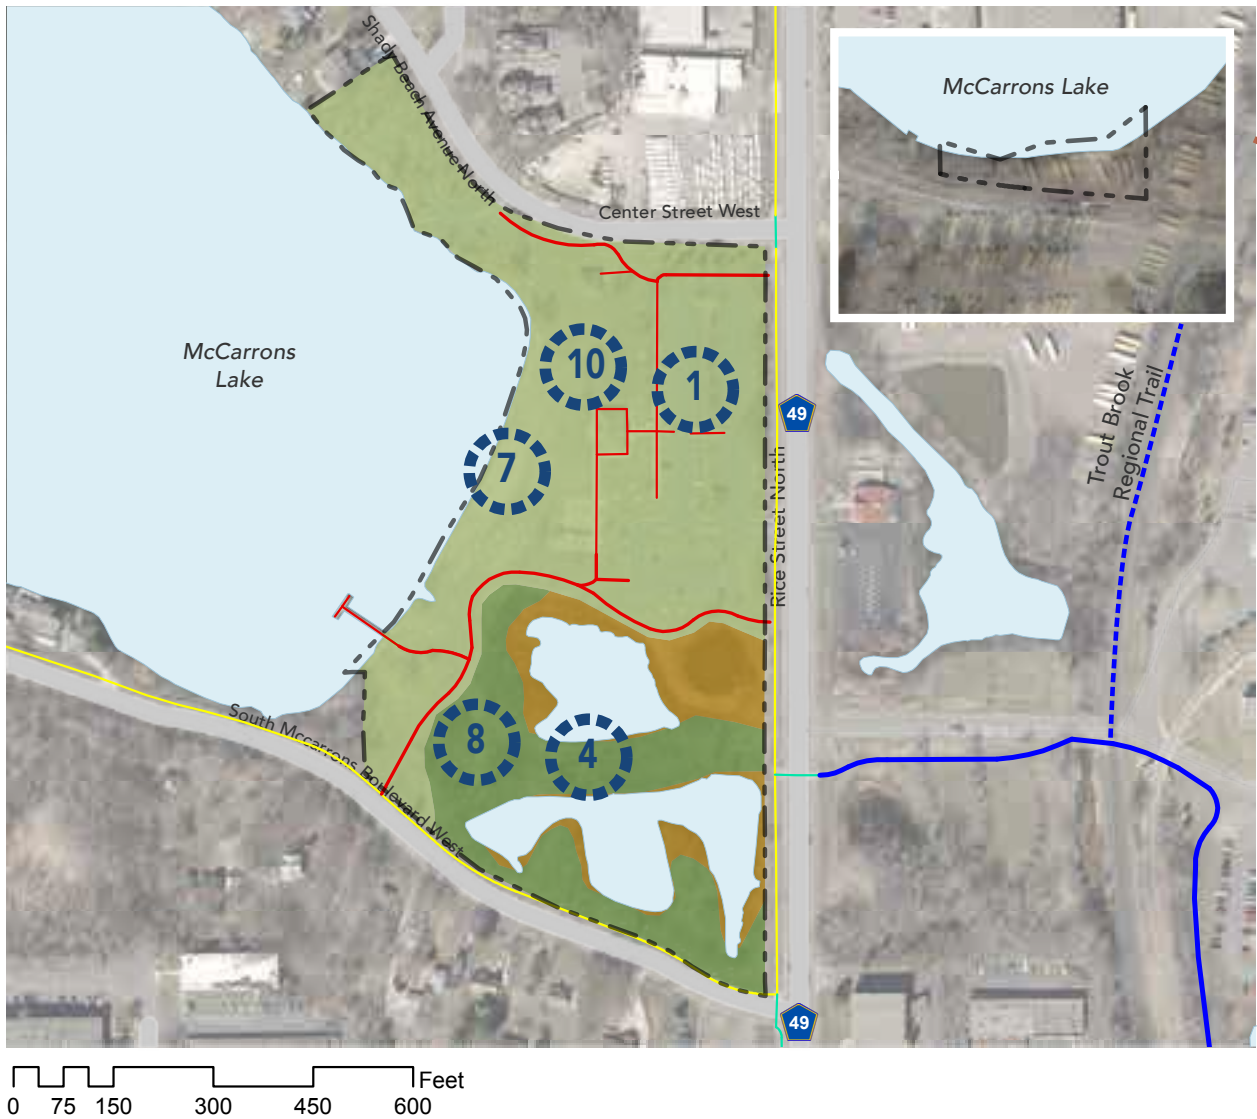 Shady Beach Avenue North
Center Street West
McCarrons Lake
McCarrons
Lake
10
1
7
49
Rice Street North
Trout Brook
Regional Trail
8
4
South Mccarrons Boulevard West
49
Feet
0 75 150 300 450 600